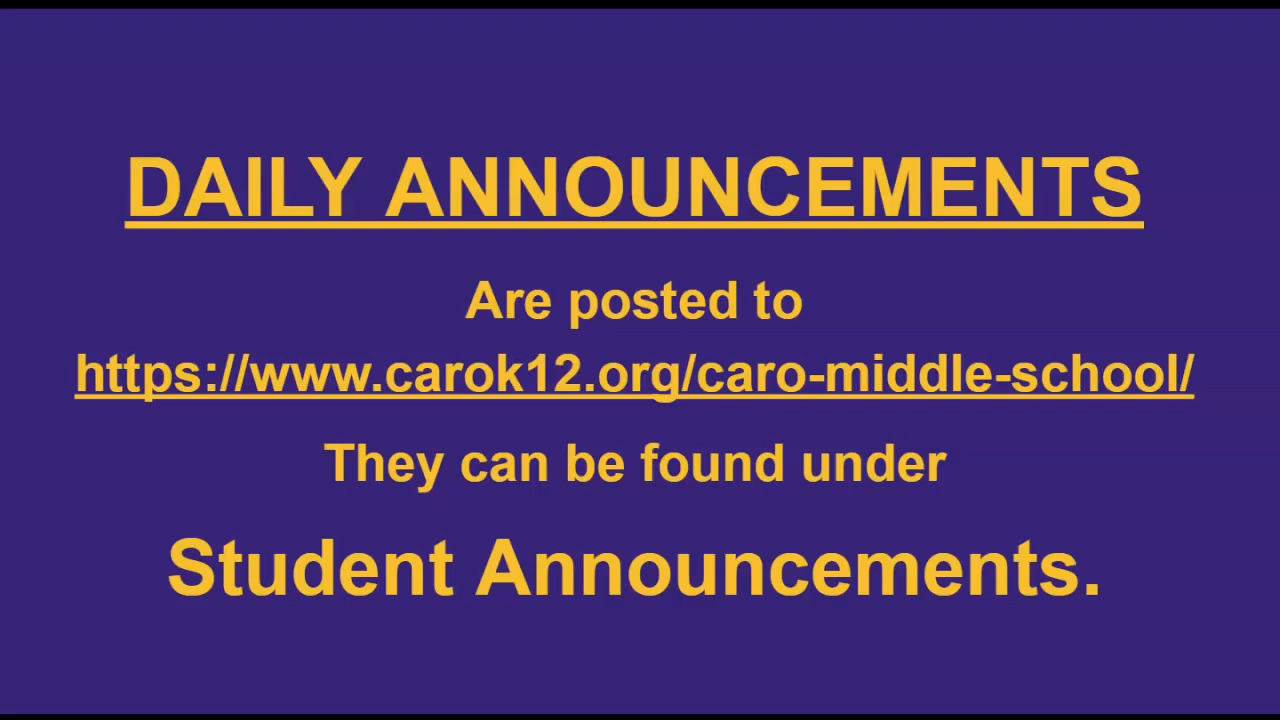 DAILY ANNOUNCEMENTS
Are posted to
https://www.carok12.org/caro-middle-school/
They can be found under
Student Announcements.